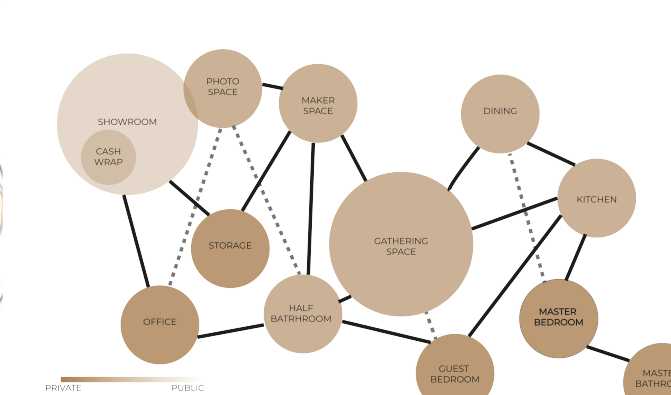 PHOTO
SPACE
MAKER
SPACE
DINING
SHOWROOM
CASH
WRAP
KITCHEN
STORAGE
GATHERING
SPACE
OFFICE
HALF
BATRHROOM
MASTER
BEDROOM
GUEST
BEDROOM
PRIVATE
PUBLIC